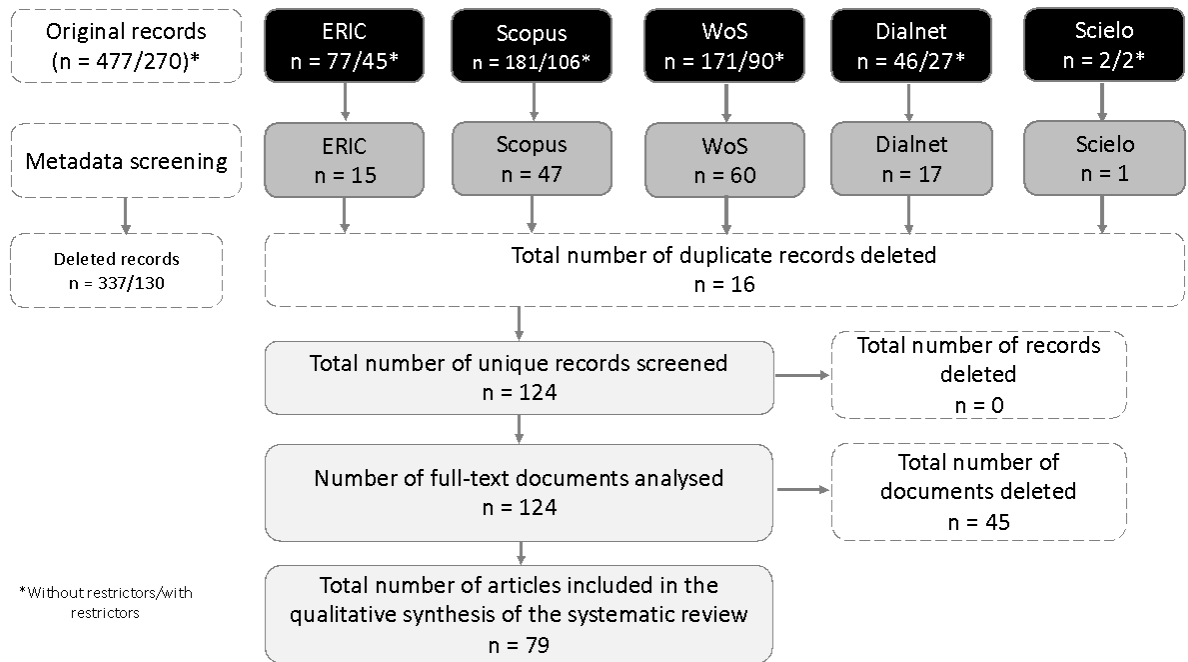 Original records
(n = 477/270)*
ERIC
n = 77/45*
Scopus
n = 181/106*
WoS
n = 171/90*
Dialnet
n = 46/27*
Scielo
n = 2/2*
Metadata screening
ERIC
n = 15
Scopus
n = 47
WoS
n = 60
Dialnet
n = 17
Scielo
n = 1
Deleted records
n = 337/130
Total number of duplicate records deleted
n = 16
Total number of unique records screened
n = 124
Total number of records
deleted
n = 0
Number of full-text documents analysed
n = 124
Total number of
documents deleted
n = 45
*Without restrictors/with
restrictors
Total number of articles included in the
qualitative synthesis of the systematic review
n = 79